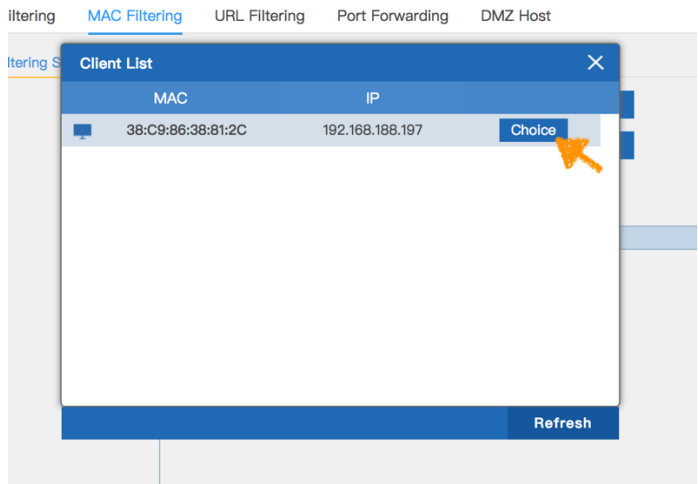 iltering MAC Filtering URL Filtering Port Forwarding DMZ Host
ltering S
Client List
MAC IP
38:C9:86:38:81:2C 192.168.188.197 Choice
Refresh